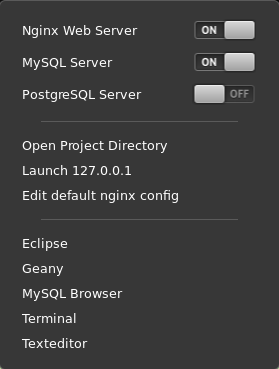 Nginx Web Server ON
MySQL Server ON
PostgreSQL Server OFF
Open Project Directory
Launch 127.0.0.1
Edit default nginx config
Eclipse
Geany
MySQL Browser
Terminal
Texteditor